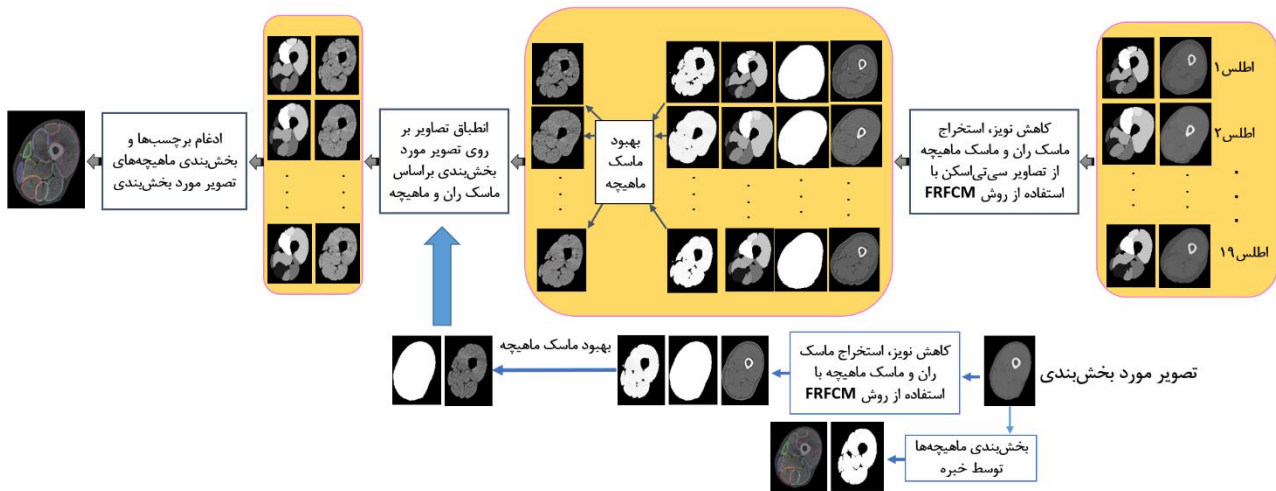 اطلس۱
اطلس۲
اطلس۱۹
کاهش نویز، استخراج
ماسک ران و ماسک ماهیچه
از تصاویر سی‌تی‌اسکن با
استفاده از روش FRFCM
بهبود
ماسک
ماهیچه
انطباق تصاویر بر
روی تصویر مورد
بخش‌بندی براساس
ماسک ران و ماهیچه
ادغام برچسب‌ها و
بخش‌بندی ماهیچه‌های
تصویر مورد بخش‌بندی
تصویر مورد بخش‌بندی
کاهش نویز، استخراج ماسک
ران و ماسک ماهیچه با
استفاده از روش FRFCM
بهبود ماسک ماهیچه
بخش‌بندی ماهیچه‌ها
توسط خبره